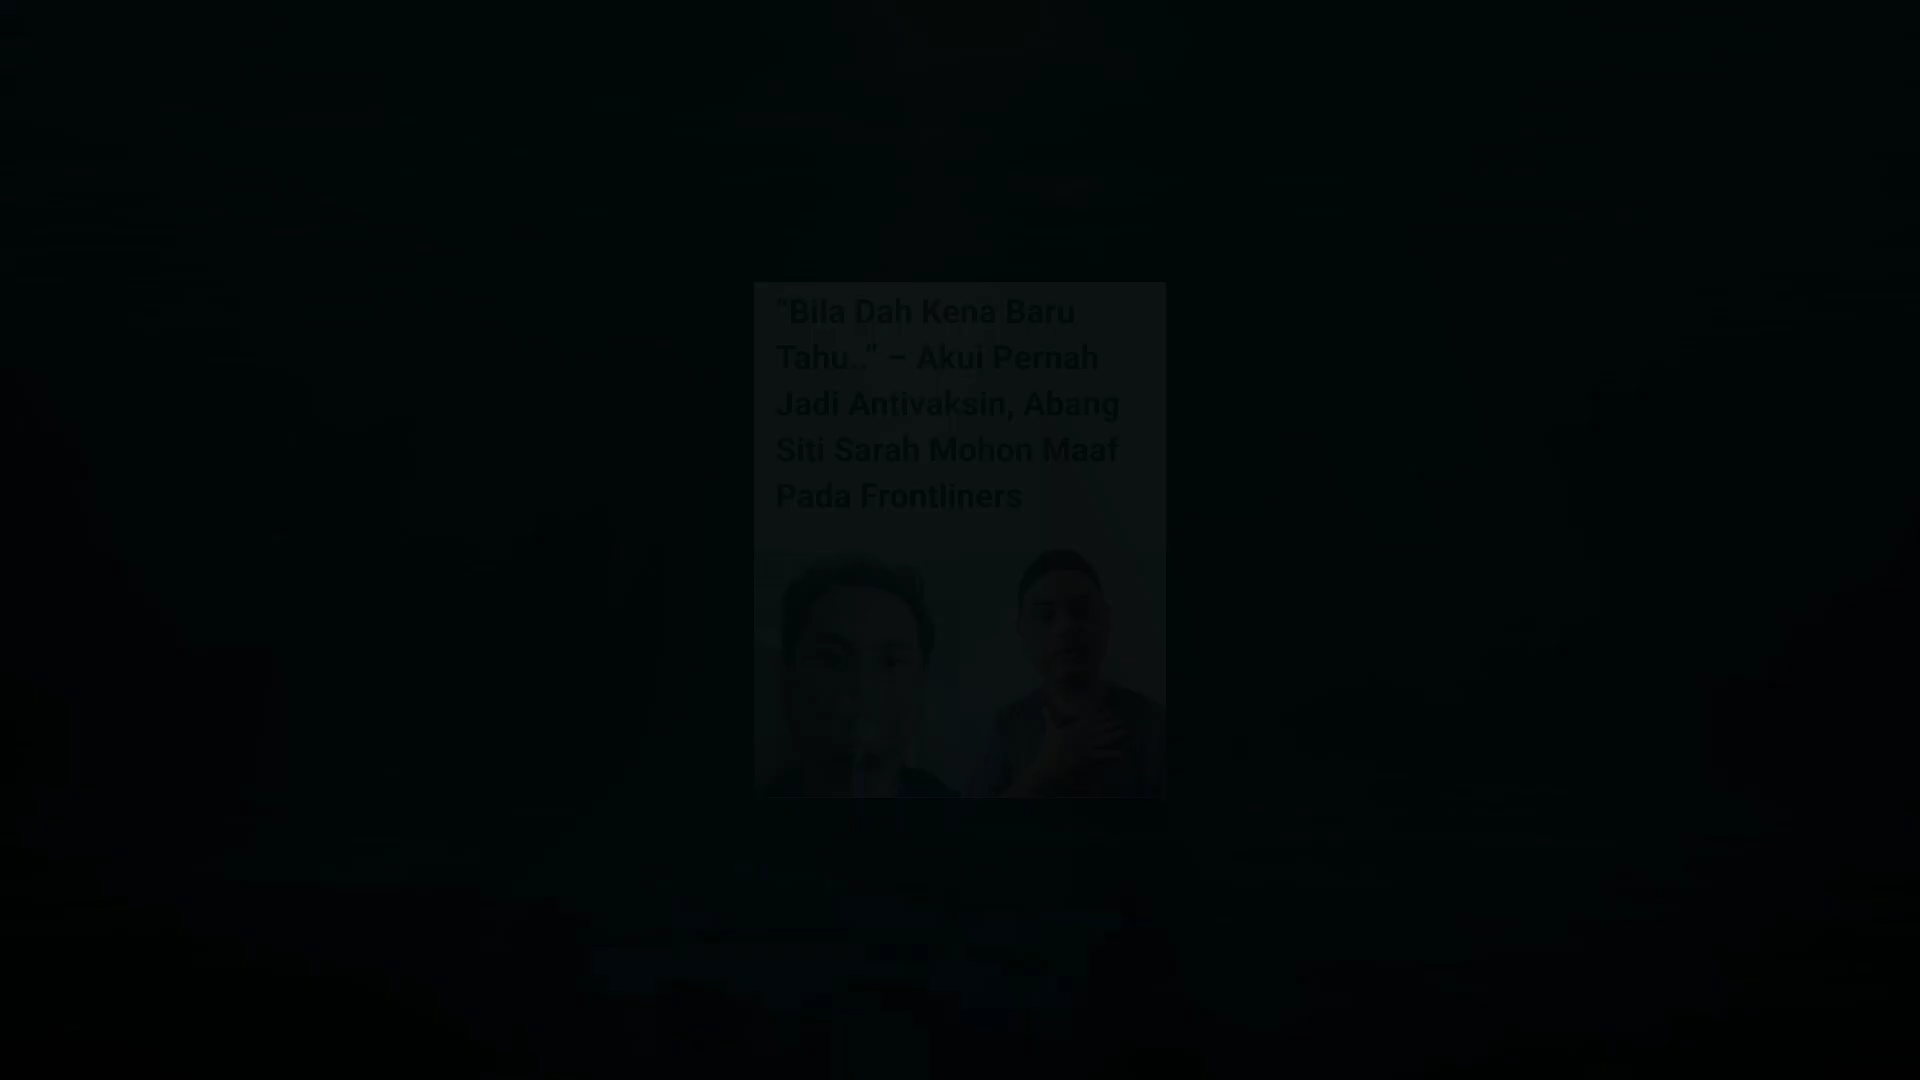 “Bila Dah Kena Baru
Tahu..” – Akui Pernah
Jadi Antivaksin, Abang
Siti Sarah Mohon Maaf
Pada Frontliners